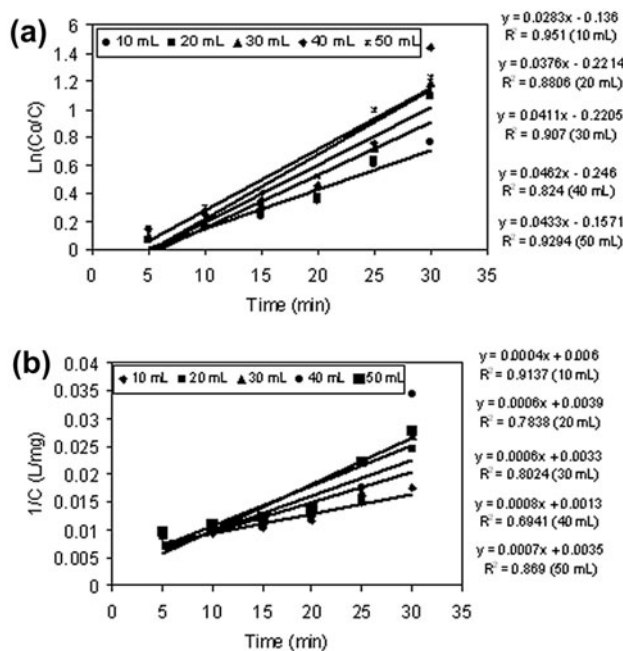 (a)
1.6
1.4
1.2
1
0.8
0.6
0.4
0.2
0
Ln(Co/C)
● 10 mL ■ 20 mL ▲ 30 mL ◆ 40 mL × 50 mL
0 5 10 15 20 25 30 35
Time (min)
y = 0.0283x - 0.136
R² = 0.951 (10 mL)
y = 0.0376x - 0.2214
R² = 0.8806 (20 mL)
y = 0.0411x - 0.2205
R² = 0.907 (30 mL)
y = 0.0462x - 0.246
R² = 0.824 (40 mL)
y = 0.0433x - 0.1571
R² = 0.9294 (50 mL)
(b)
0.04
0.035
0.03
0.025
0.02
0.015
0.01
0.005
0
1/C (L/mg)
◆ 10 mL ■ 20 mL ▲ 30 mL ● 40 mL ■ 50 mL
0 5 10 15 20 25 30 35
Time (min)
y = 0.0004x + 0.006
R² = 0.9137 (10 mL)
y = 0.0006x + 0.0039
R² = 0.7838 (20 mL)
y = 0.0006x + 0.0033
R² = 0.8024 (30 mL)
y = 0.0008x + 0.0013
R² = 0.6941 (40 mL)
y = 0.0007x + 0.0035
R² = 0.869 (50 mL)